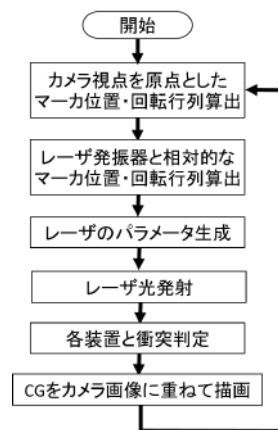 開始
カメラ視点を原点とした
マーカ位置・回転行列算出
レーザ発振器と相対的な
マーカ位置・回転行列算出
レーザのパラメータ生成
レーザ光発射
各装置と衝突判定
CGをカメラ画像に重ねて描画